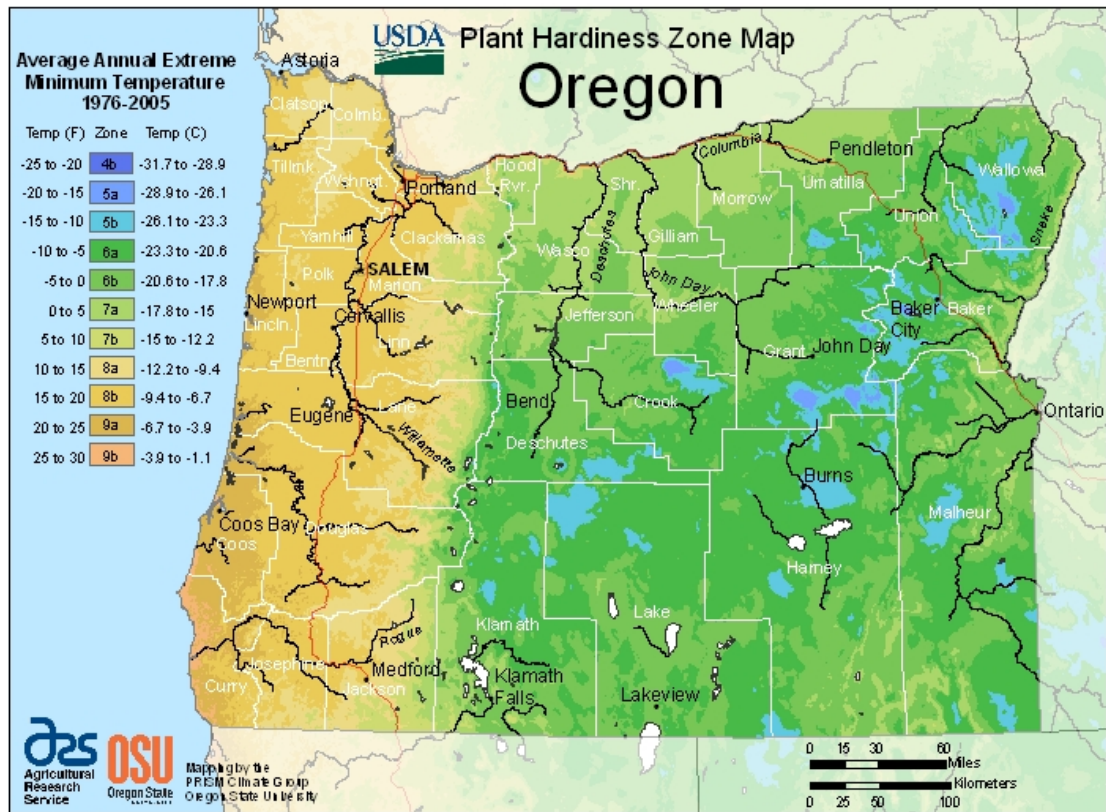 USDA
Plant Hardiness Zone Map
Oregon
Average Annual Extreme
Minimum Temperature
1976-2005
Temp (F) Zone Temp (C)
-25 to -20 4b -31.7 to -28.9
-20 to -15 5a -28.9 to -26.1
-15 to -10 5b -26.1 to -23.3
-10 to -5 6a -23.3 to -20.6
-5 to 0 6b -20.6 to -17.8
0 to 5 7a -17.8 to -15
5 to 10 7b -15 to -12.2
10 to 15 8a -12.2 to -9.4
15 to 20 8b -9.4 to -6.7
20 to 25 9a -6.7 to -3.9
25 to 30 9b -3.9 to -1.1
Astoria
Clatsop
Colmb.
Tillmk.
Wshngt.
Portland
Hood
Rvr.
Shr.
Columbia
Pendleton
Umatilla
Morrow
Wallowa
Union
Snake
Yamhill
Clackamas
Wasco
Deschutes
Gilliam
Polk
SALEM
Marion
John Day
Wheeler
Newport
Lincln.
Corvallis
Linn
Jefferson
Baker
City
Baker
Bentn.
Grant
John Day
Eugene
Lane
Willamette
Bend
Crook
Deschutes
Ontario
Burns
Malheur
Coos Bay
Coos
Douglas
Harney
Klamath
Lake
Rogue
Josephine
Medford
Jackson
Curry
Klamath
Falls
Lakeview
Agricultural
Research
Service
OSU
Oregon State
Mapping by the
PRISM Climate Group
Oregon State University
0 15 30 60
Miles
Kilometers
0 25 50 100